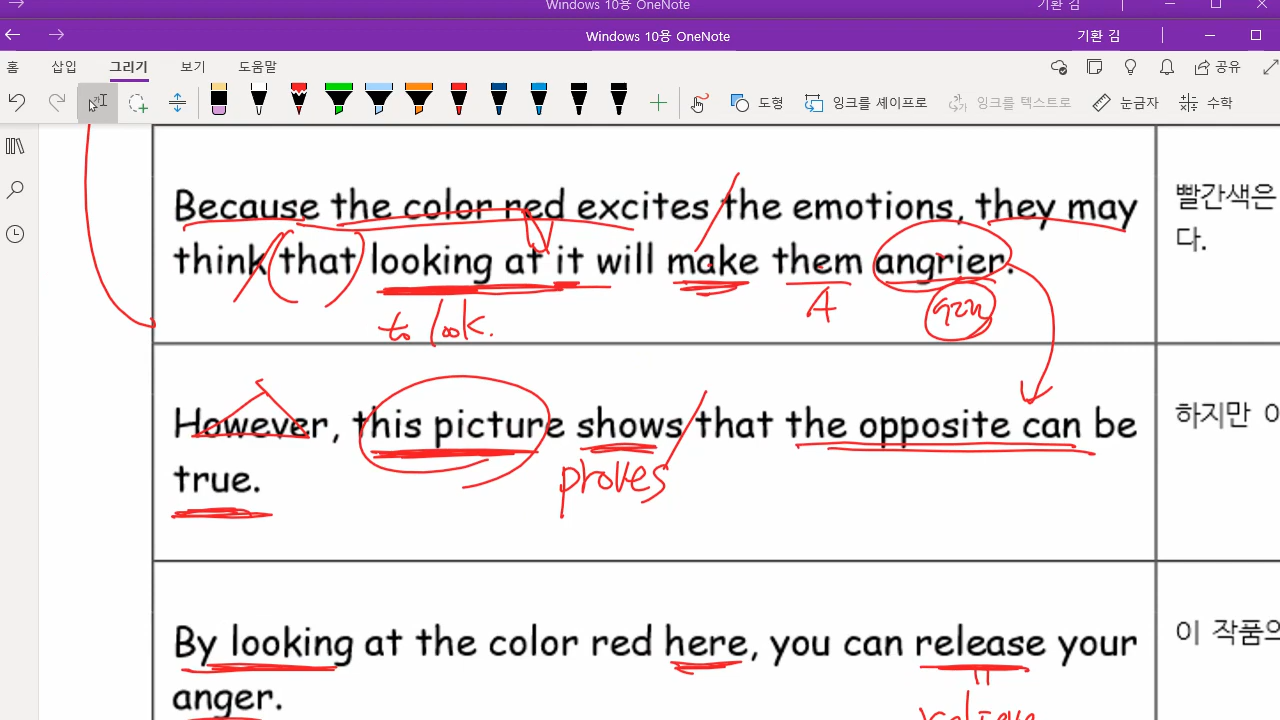 Windows 10용 OneNote
기환 김
Windows 10용 OneNote
기환 김
홈 삽입 그리기 보기 도움말
공유
도형 잉크를 셰이프로 잉크를 텍스트로 눈금자 수학
Because the color red excites the emotions, they may
think that looking at it will make them angrier.
to look.
A
빨간색은
다.
However, this picture shows that the opposite can be
true.
proves
하지만 이
By looking at the color red here, you can release your
anger.
이 작품으